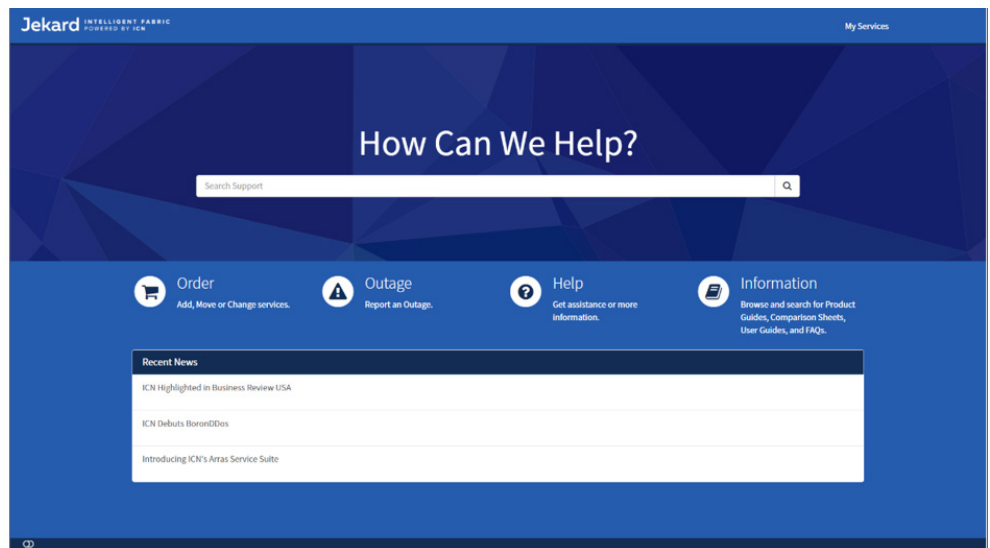 Jekard INTELLIGENT FABRIC
POWERED BY ICN
My Services
How Can We Help?
Search Support
Order
Add, Move or Change services.
Outage
Report an Outage.
Help
Get assistance or more
information.
Information
Browse and search for Product
Guides, Comparison Sheets,
User Guides, and FAQs.
Recent News
ICN Highlighted in Business Review USA
ICN Debuts BoronDDos
Introducing ICN's Arras Service Suite